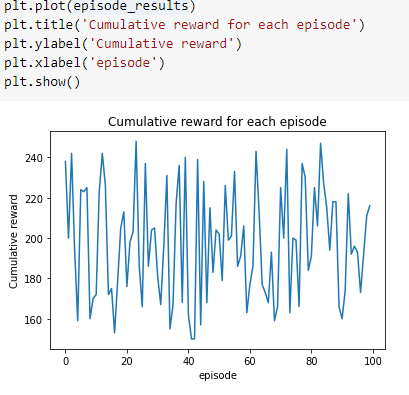 plt.plot(episode_results)
plt.title('Cumulative reward for each episode')
plt.ylabel('Cumulative reward')
plt.xlabel('episode')
plt.show()
Cumulative reward for each episode
240
220
200
180
160
Cumulative reward
0 20 40 60 80 100
episode